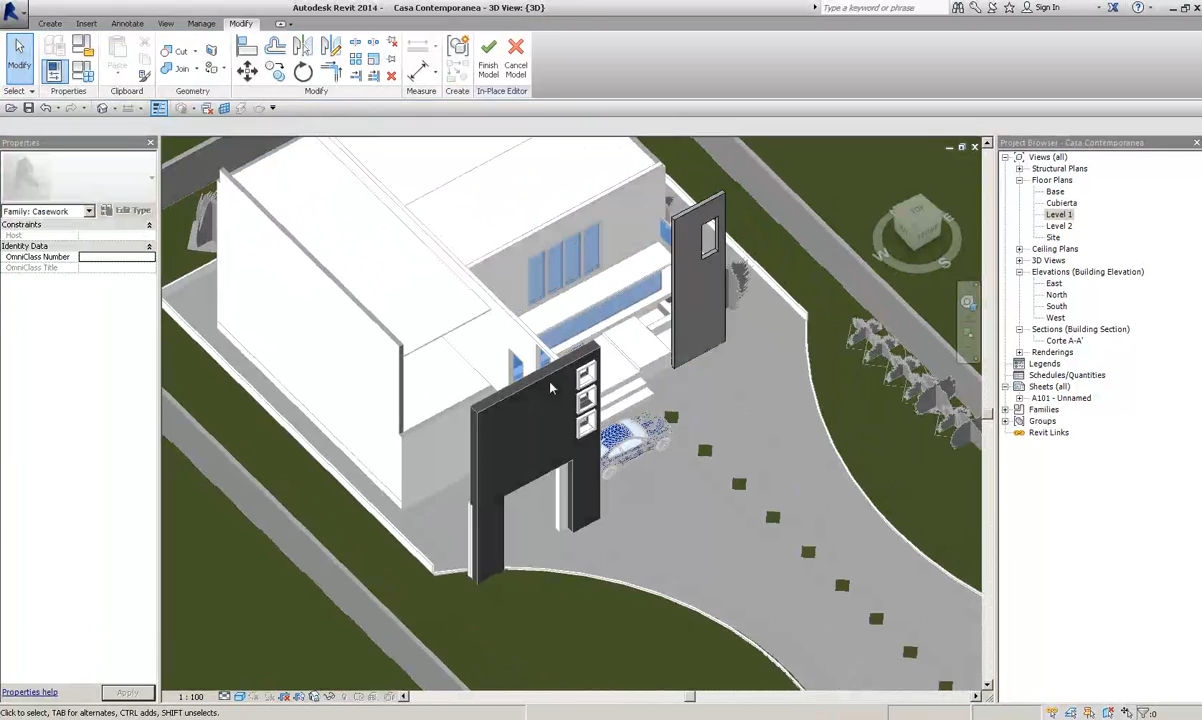 Autodesk Revit 2014 -    Casa Contemporanea - 3D View: {3D}
Type a keyword or phrase
Sign In
Create
Insert
Annotate
View
Manage
Modify
Modify
Paste
Cut
Join
Finish
Model
Cancel
Model
Select
Properties
Clipboard
Geometry
Modify
Measure
Create
In-Place Editor
Properties
Family: Casework
Edit Type
Constraints
Host
Identity Data
OmniClass Number
OmniClass Title
Properties help
Apply
TOP
FRONT
W
S
Project Browser - Casa Contemporanea
Views (all)
Structural Plans
Floor Plans
Base
Cubierta
Level 1
Level 2
Site
Ceiling Plans
3D Views
Elevations (Building Elevation)
East
North
South
West
Sections (Building Section)
Corte A-A'
Renderings
Legends
Schedules/Quantities
Sheets (all)
A101 - Unnamed
Families
Groups
Revit Links
1 : 100
Click to select, TAB for alternates, CTRL adds, SHIFT unselects.
:0